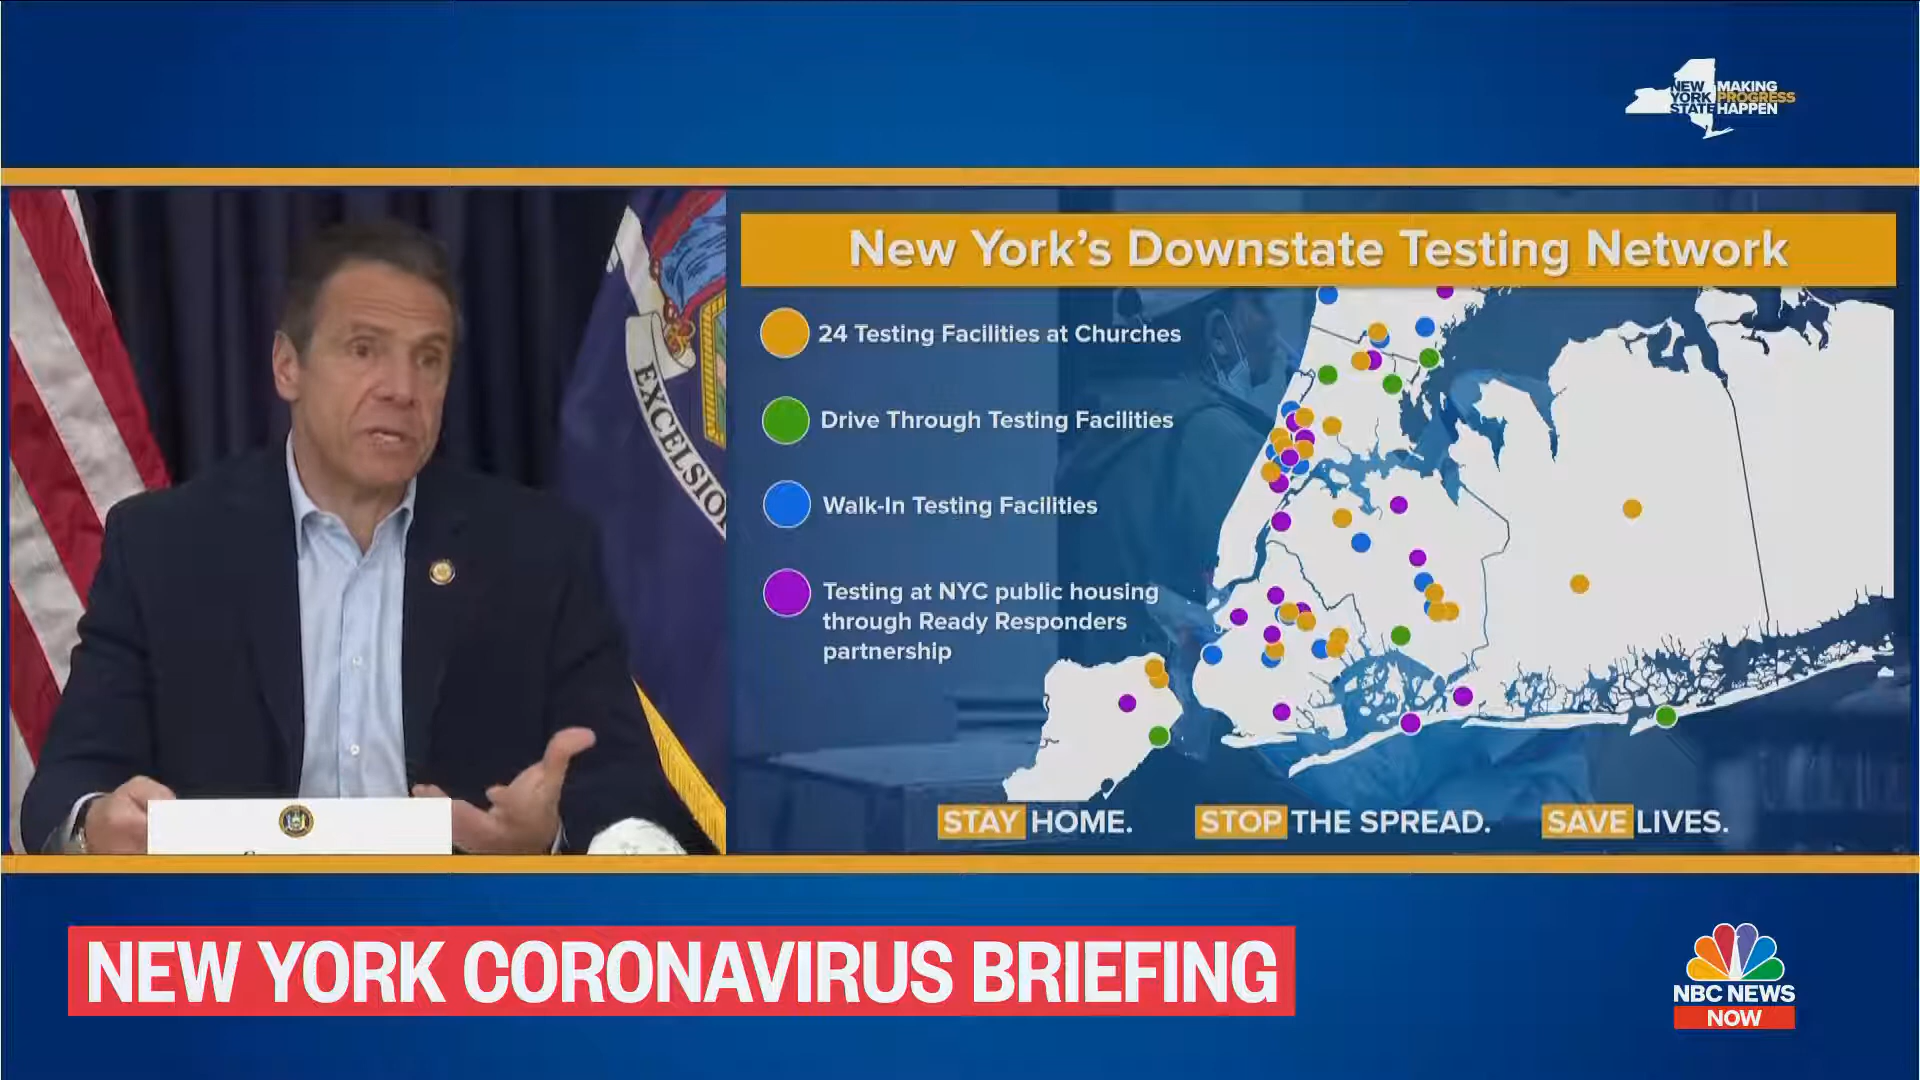 NEW YORK STATE
MAKING PROGRESS HAPPEN
New York's Downstate Testing Network
24 Testing Facilities at Churches
Drive Through Testing Facilities
Walk-In Testing Facilities
Testing at NYC public housing
through Ready Responders
partnership
EXCELSIO
STAY HOME. STOP THE SPREAD. SAVE LIVES.
NEW YORK CORONAVIRUS BRIEFING
NBC NEWS
NOW